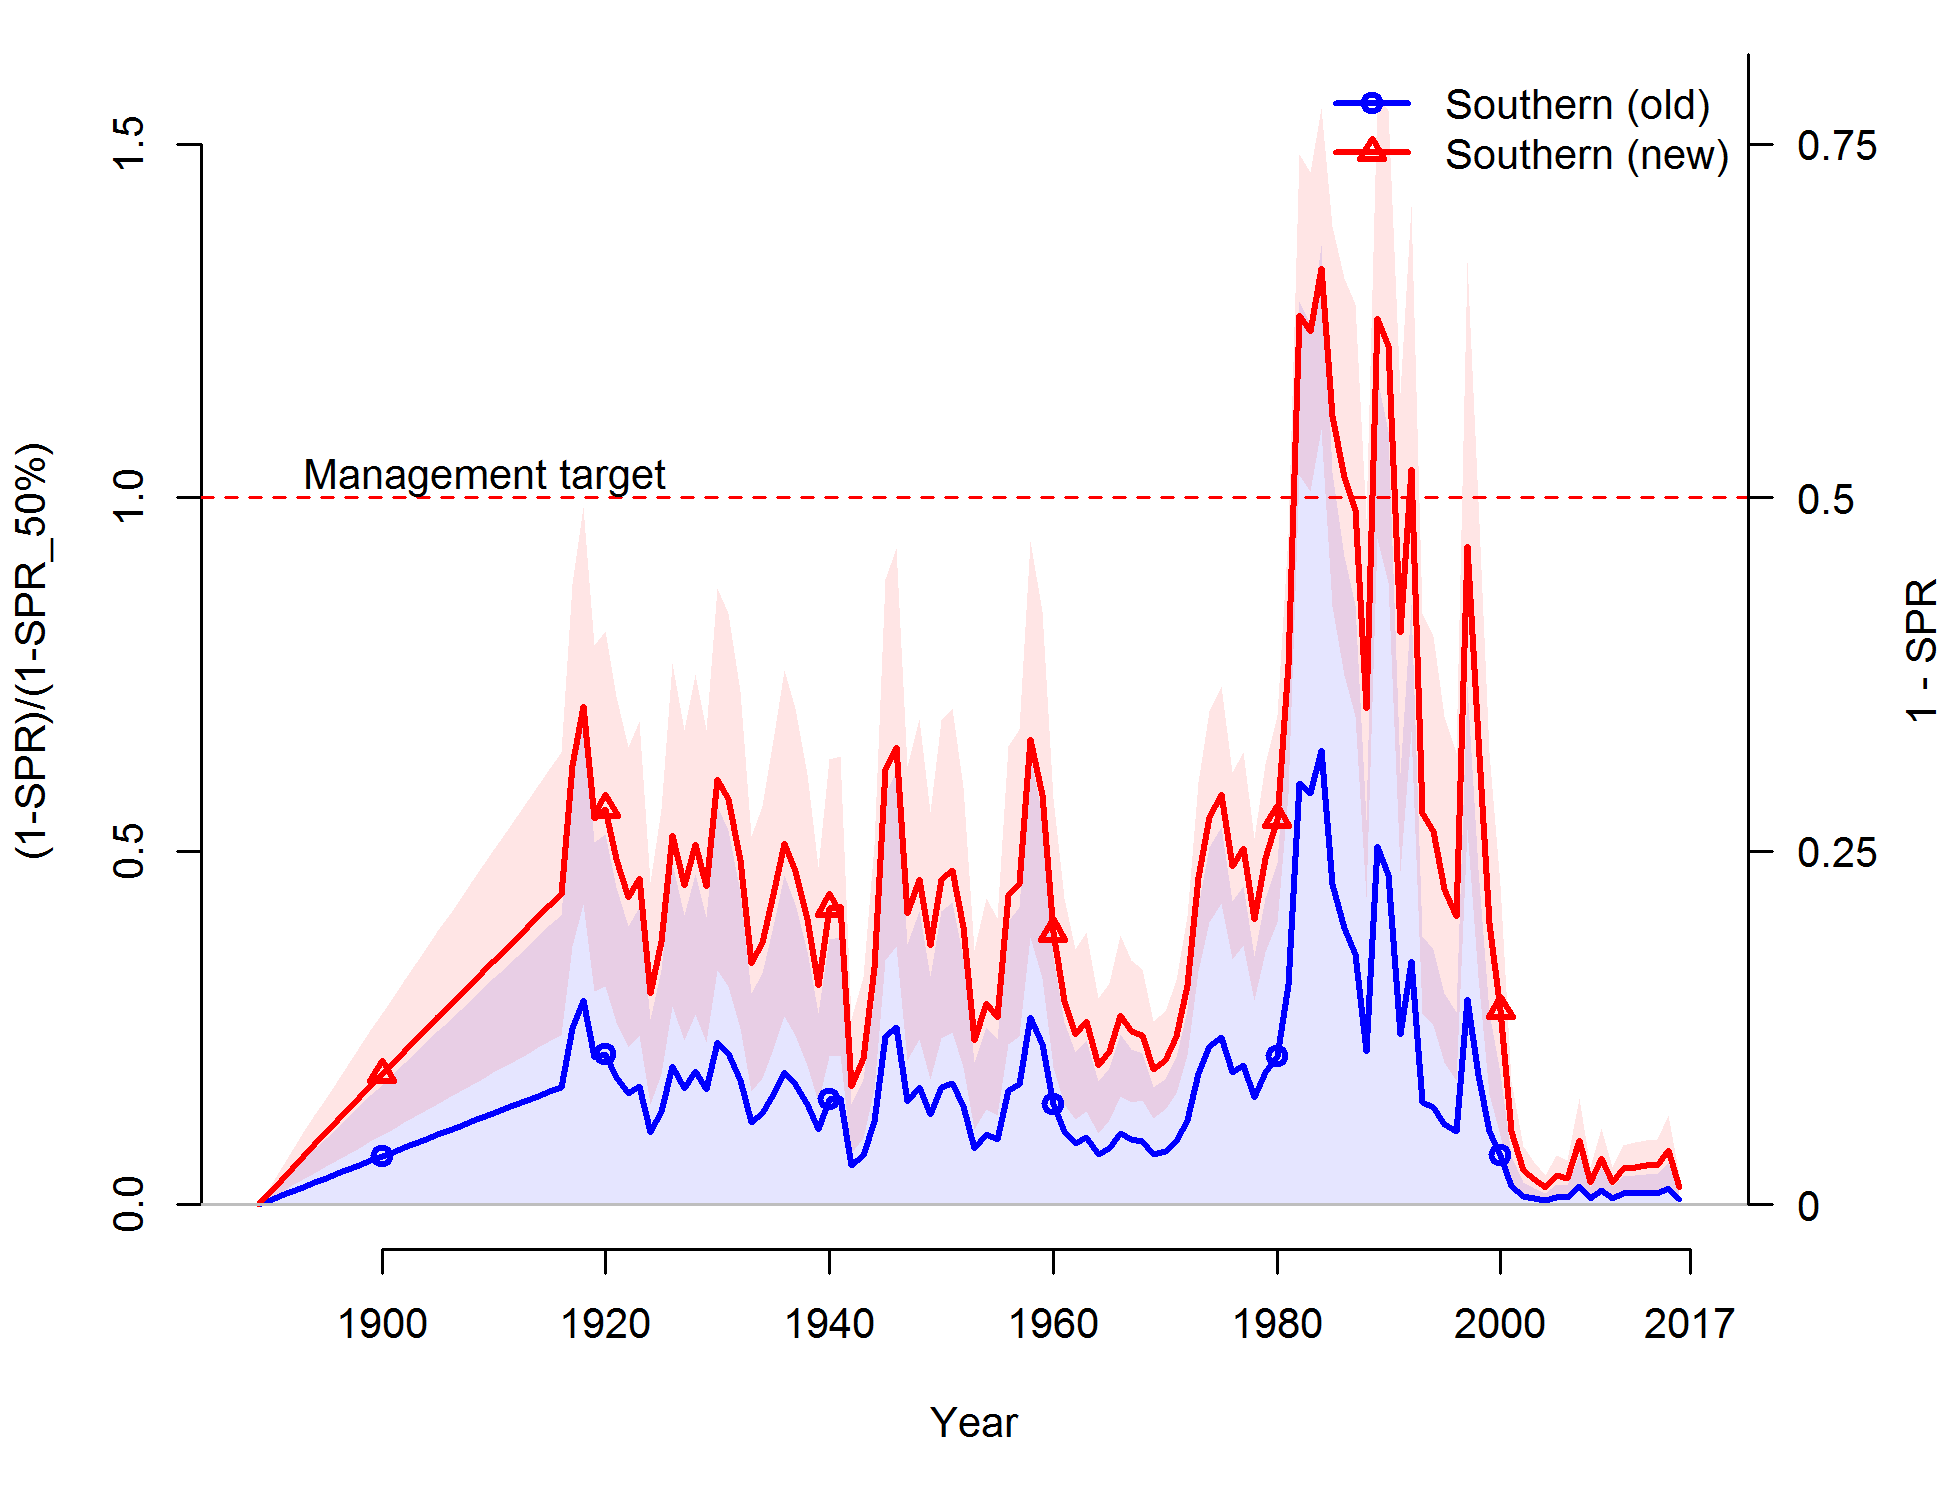 Southern (old)
Southern (new)
Management target
(1-SPR)/(1-SPR_50%)
0.0
0.5
1.0
1.5
1 - SPR
0
0.25
0.5
0.75
1900
1920
1940
1960
1980
2000
2017
Year